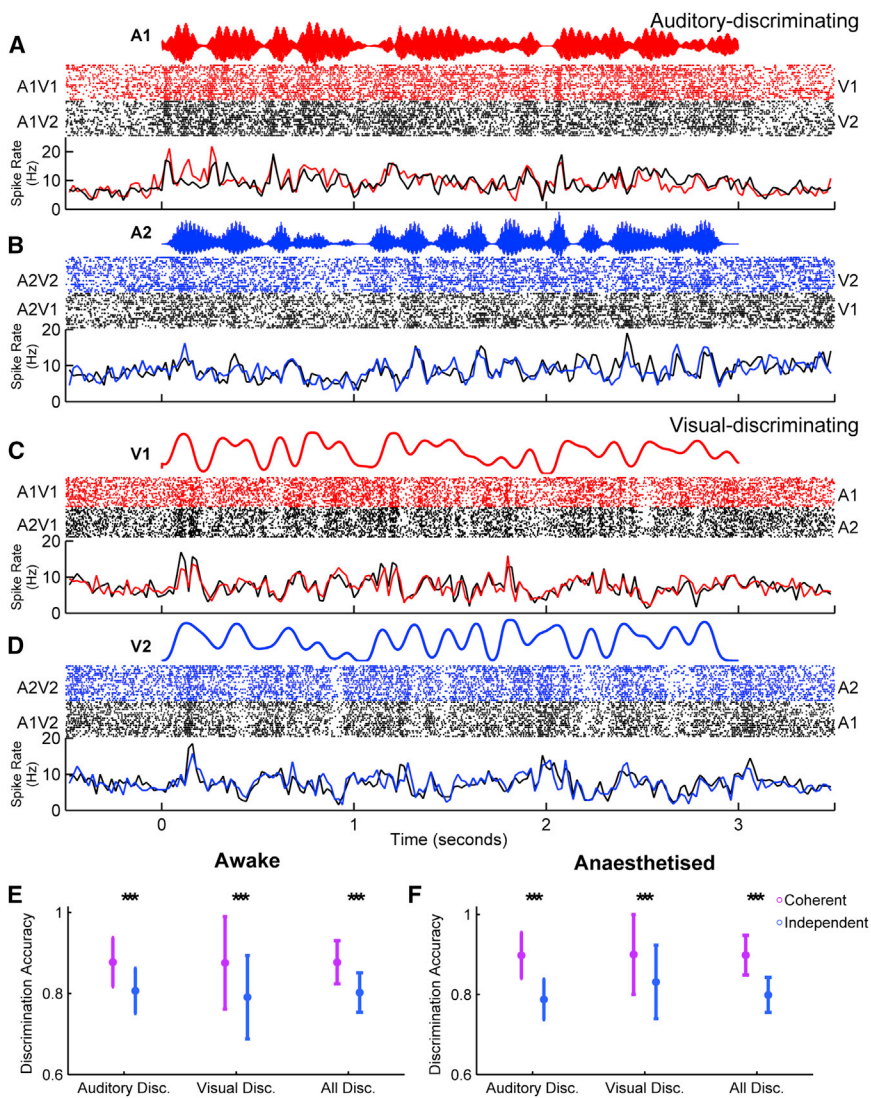 Auditory-discriminating
A
A1
A1V1
V1
A1V2
V2
Spike Rate
(Hz)
20
10
0
B
A2
A2V2
V2
A2V1
V1
Spike Rate
(Hz)
20
10
0
Visual-discriminating
C
V1
A1V1
A1
A2V1
A2
Spike Rate
(Hz)
20
10
0
D
V2
A2V2
A2
A1V2
A1
Spike Rate
(Hz)
20
10
0
0 1 2 3
Time (seconds)
Awake
E
*** *** ***
Discrimination Accuracy
1
0.8
0.6
Auditory Disc. Visual Disc. All Disc.
Anaesthetised
F
*** *** ***
Coherent
Independent
Discrimination Accuracy
1
0.8
0.6
Auditory Disc. Visual Disc. All Disc.